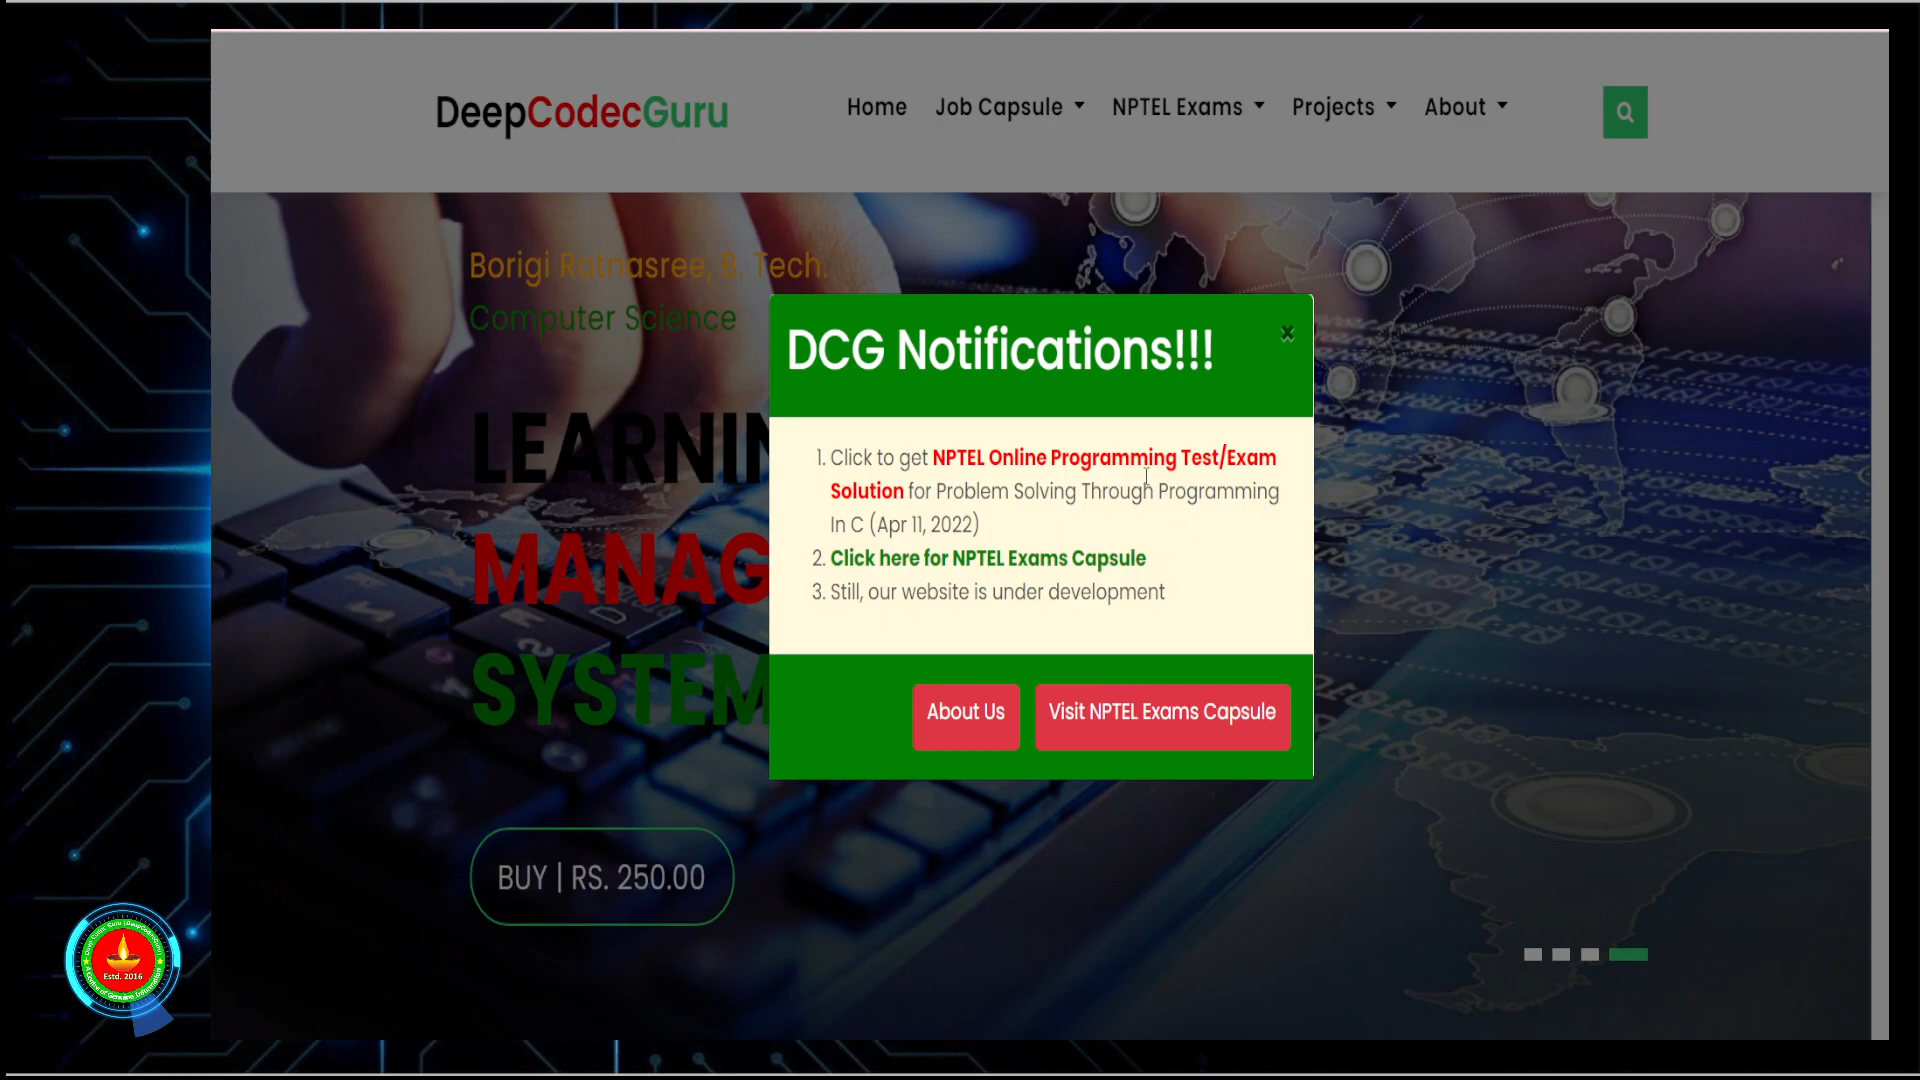 DeepCodecGuru
Home Job Capsule NPTEL Exams Projects About
Borigi Ratnasree, B. Tech.
Computer Science
DCG Notifications!!!
×
LEARNIN
MANAG
SYSTEM
1. Click to get NPTEL Online Programming Test/Exam
Solution for Problem Solving Through Programming
In C (Apr 11, 2022)
2. Click here for NPTEL Exams Capsule
3. Still, our website is under development
About Us Visit NPTEL Exams Capsule
BUY | RS. 250.00
Estd. 2016